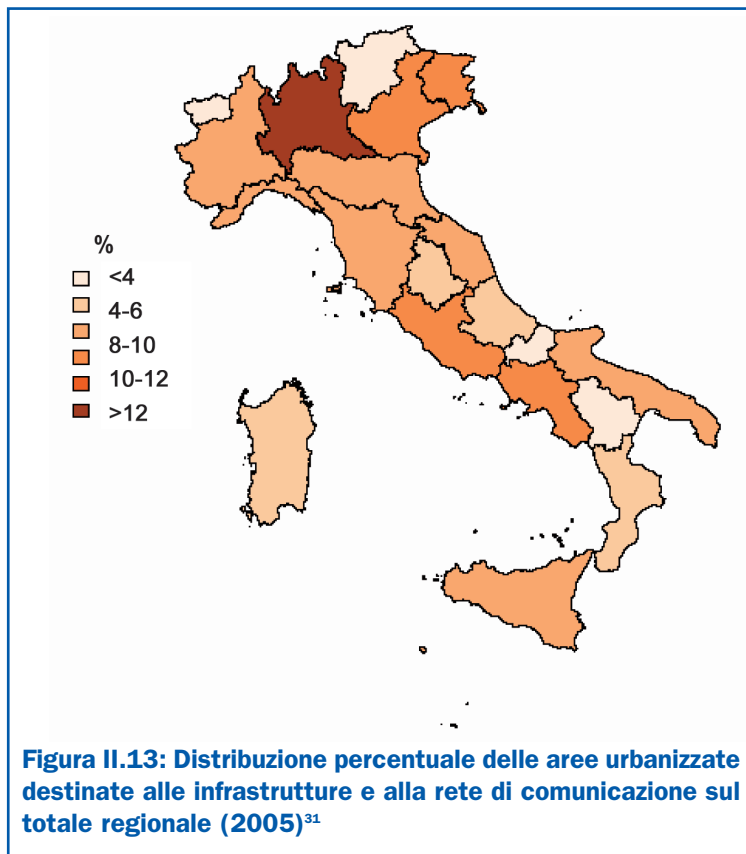 %
<4
4-6
8-10
10-12
>12
Figura II.13: Distribuzione percentuale delle aree urbanizzate
destinate alle infrastrutture e alla rete di comunicazione sul
totale regionale (2005)³¹